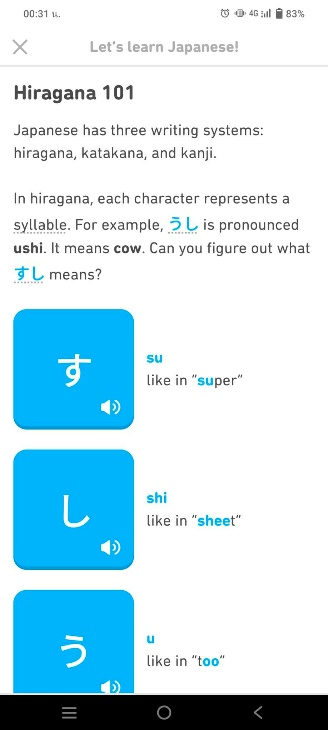 00:31 น.
4G 83%
Let's learn Japanese!
Hiragana 101
Japanese has three writing systems:
hiragana, katakana, and kanji.
In hiragana, each character represents a
syllable. For example, うし is pronounced
ushi. It means cow. Can you figure out what
すし means?
す
su
like in "super"
し
shi
like in "sheet"
う
u
like in "too"